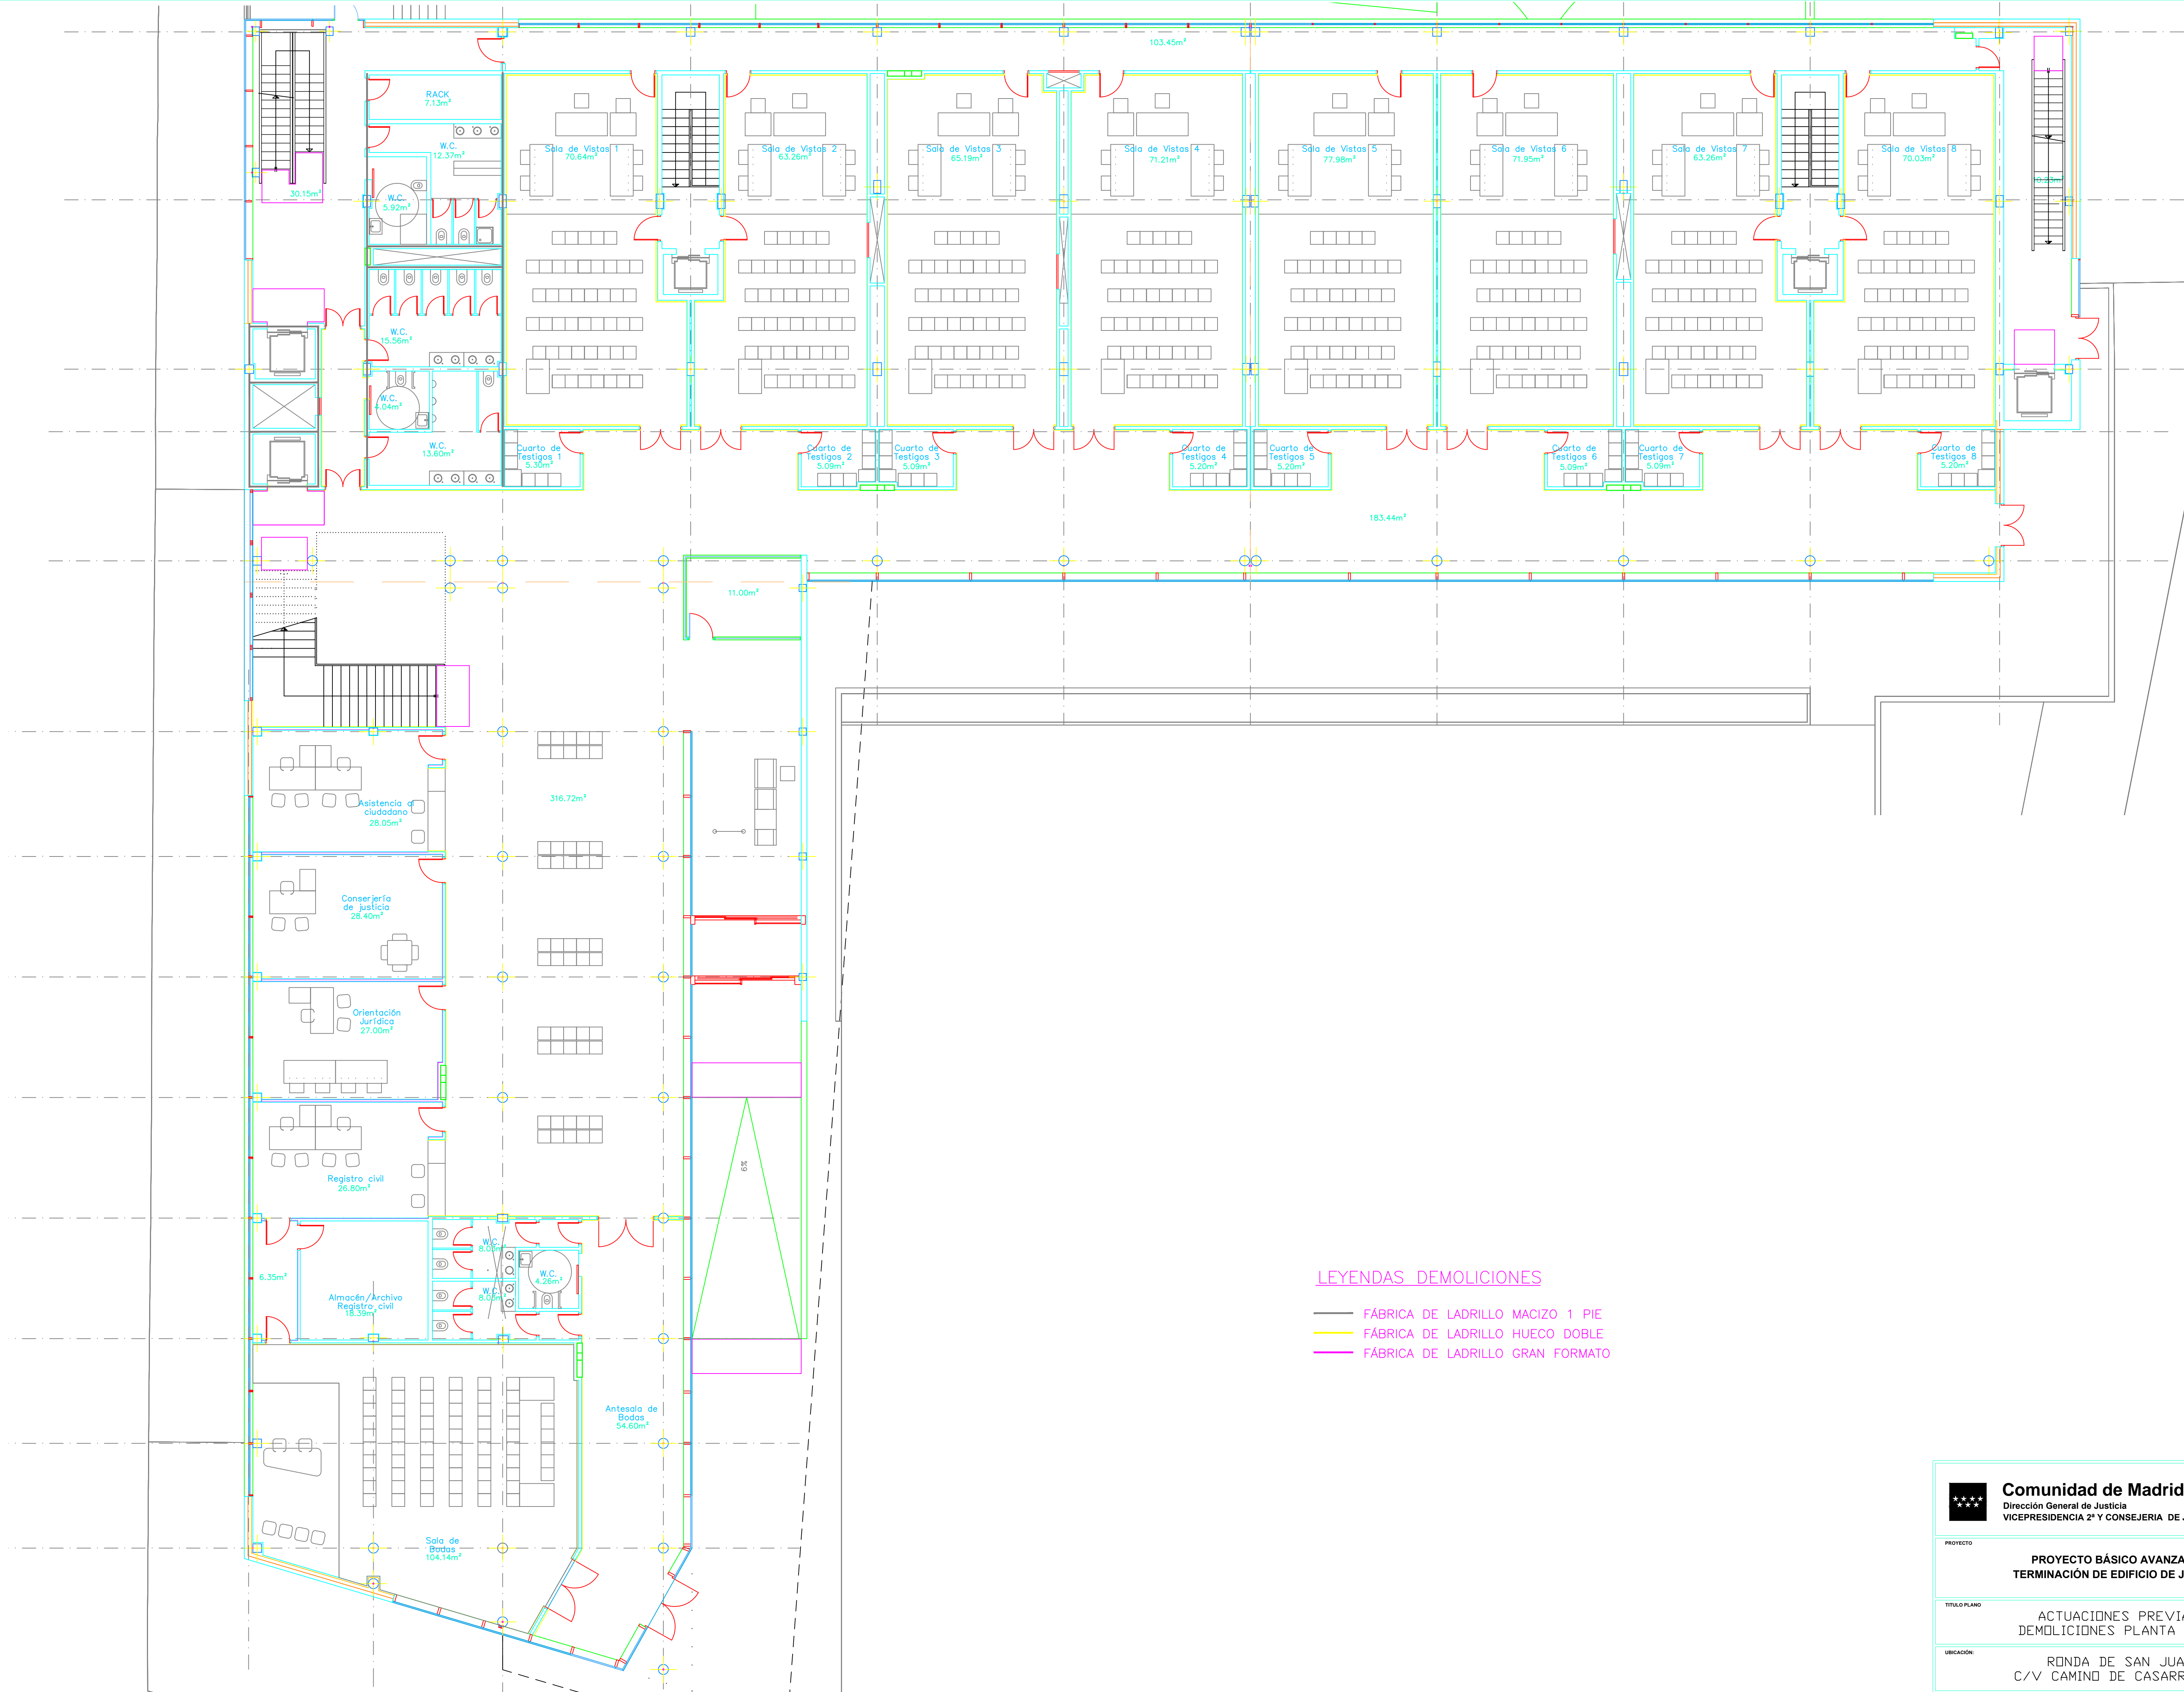 103.45m²
RACK
7.13m²
W.C.
12.37m²
Sala de Vistas 1
70.84m²
Sala de Vistas 2
63.26m²
Sala de Vistas 3
65.19m²
Sala de Vistas 4
71.21m²
Sala de Vistas 5
77.98m²
Sala de Vistas 6
71.95m²
Sala de Vistas 7
63.26m²
Sala de Vistas 8
70.03m²
30.15m²
W.C.
5.92m²
W.C.
15.56m²
W.C.
4.04m²
W.C.
13.60m²
Cuarto de
Testigos 1
5.30m²
Cuarto de
Testigos 2
5.09m²
Cuarto de
Testigos 3
5.09m²
Cuarto de
Testigos 4
5.20m²
Cuarto de
Testigos 5
5.20m²
Cuarto de
Testigos 6
5.09m²
Cuarto de
Testigos 7
5.09m²
Cuarto de
Testigos 8
5.20m²
183.44m²
11.00m²
316.72m²
Asistencia al
ciudadano
28.05m²
Conserjería
de justicia
28.40m²
Orientación
Jurídica
27.00m²
Registro civil
26.80m²
6%
6.35m²
Almacén/Archivo
Registro civil
18.39m²
W.C.
W.C.
4.26m²
W.C.
Antesala de
Bodas
54.60m²
Sala de
Bodas
104.14m²
LEYENDAS DEMOLICIONES
FÁBRICA DE LADRILLO MACIZO 1 PIE
FÁBRICA DE LADRILLO HUECO DOBLE
FÁBRICA DE LADRILLO GRAN FORMATO
Comunidad de Madrid
Dirección General de Justicia
VICEPRESIDENCIA 2ª Y CONSEJERIA DE
PROYECTO
PROYECTO BÁSICO AVANZA
TERMINACIÓN DE EDIFICIO DE J
TITULO PLANO
ACTUACIONES PREVIA
DEMOLICIONES PLANTA
UBICACIÓN:
RONDA DE SAN JUA
C/V CAMINO DE CASARR